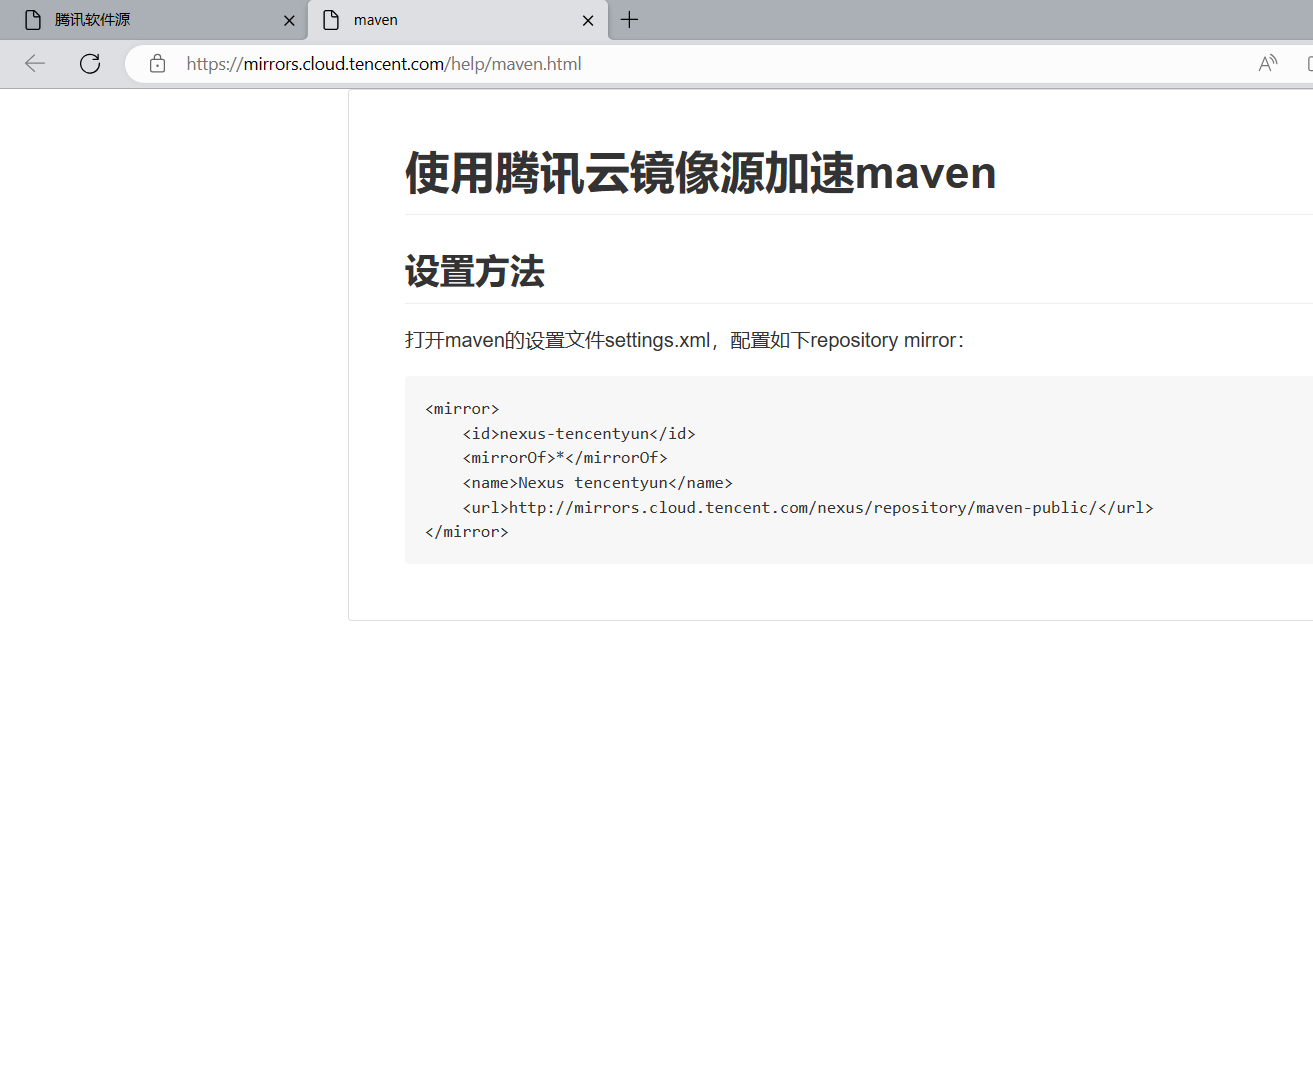 腾讯软件源
maven
https://mirrors.cloud.tencent.com/help/maven.html
使用腾讯云镜像源加速maven
设置方法
打开maven的设置文件settings.xml，配置如下repository mirror：
<mirror>
    <id>nexus-tencentyun</id>
    <mirrorOf>*</mirrorOf>
    <name>Nexus tencentyun</name>
    <url>http://mirrors.cloud.tencent.com/nexus/repository/maven-public/</url>
</mirror>